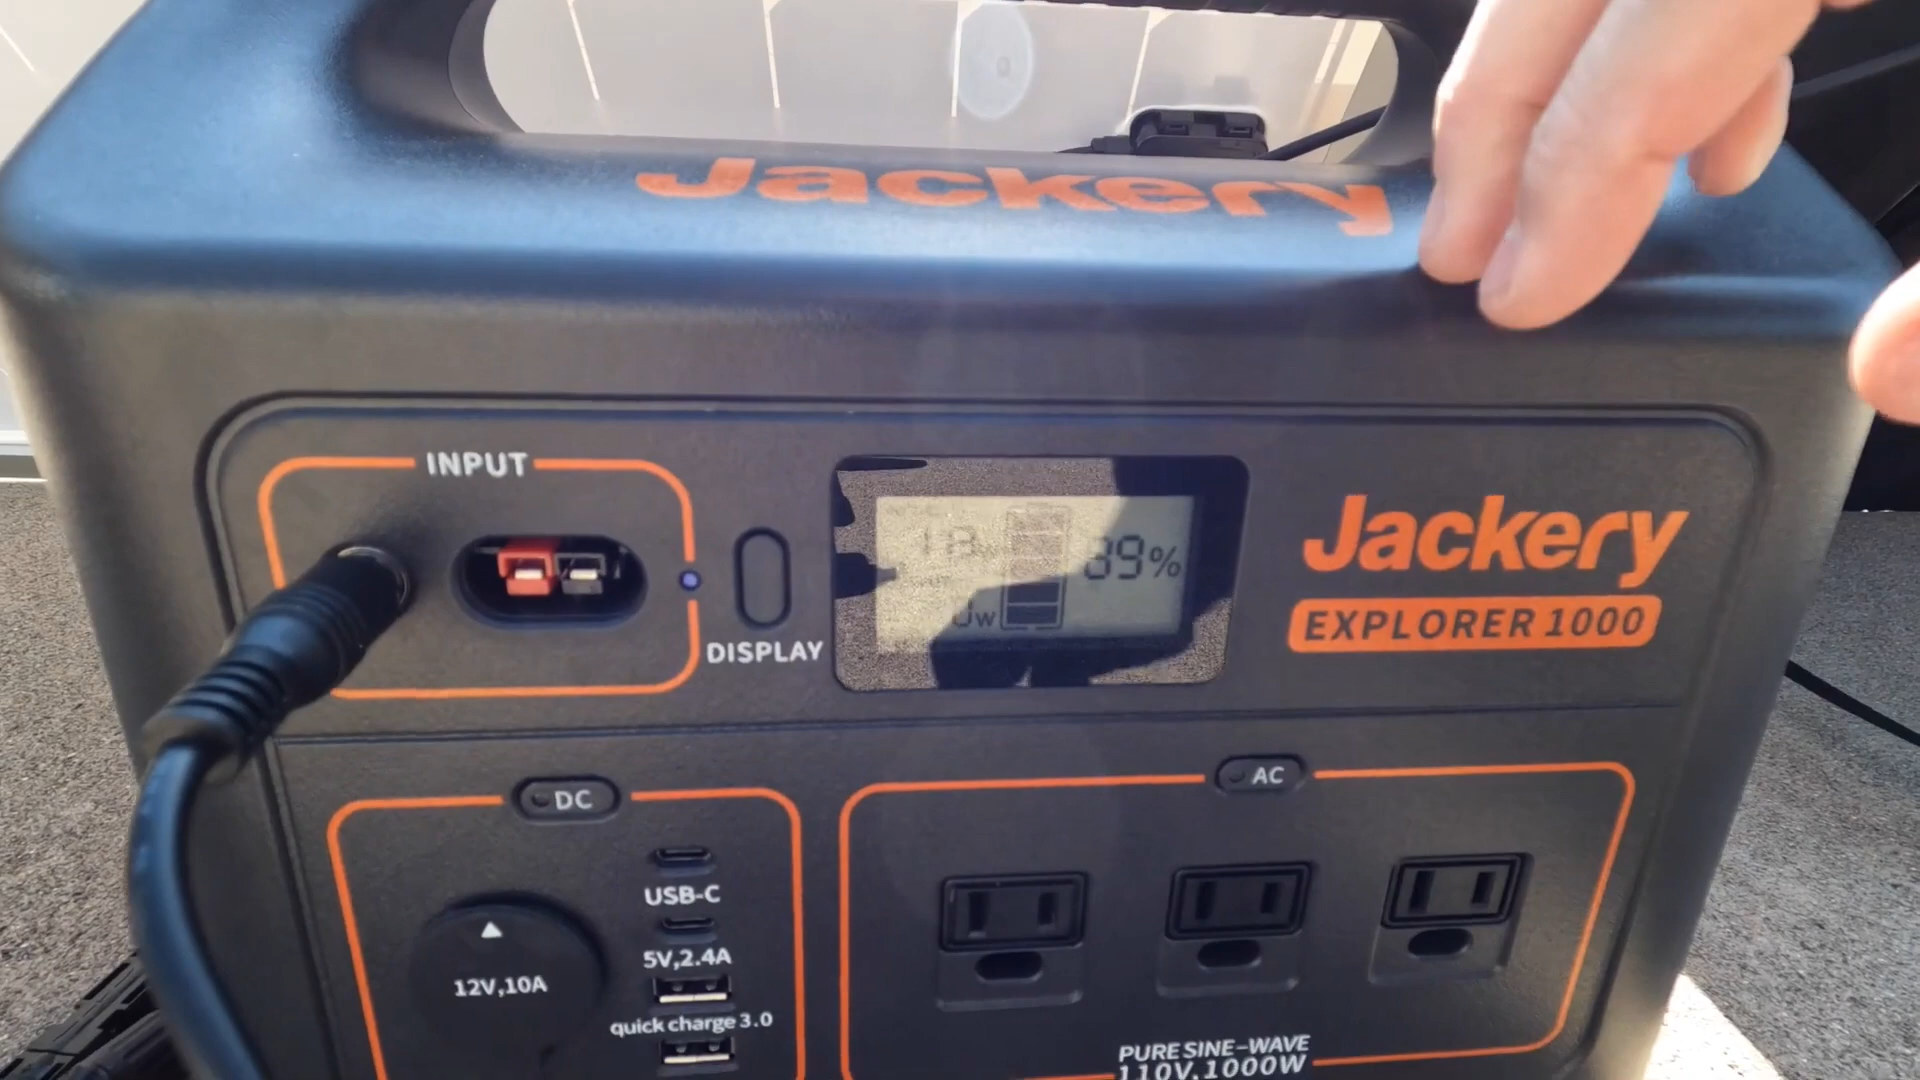 Jackery
INPUT
DISPLAY
39%
0w
Jackery
EXPLORER 1000
DC
AC
USB-C
5V,2.4A
12V,10A
quick charge 3.0
PURE SINE-WAVE
110V,1000W